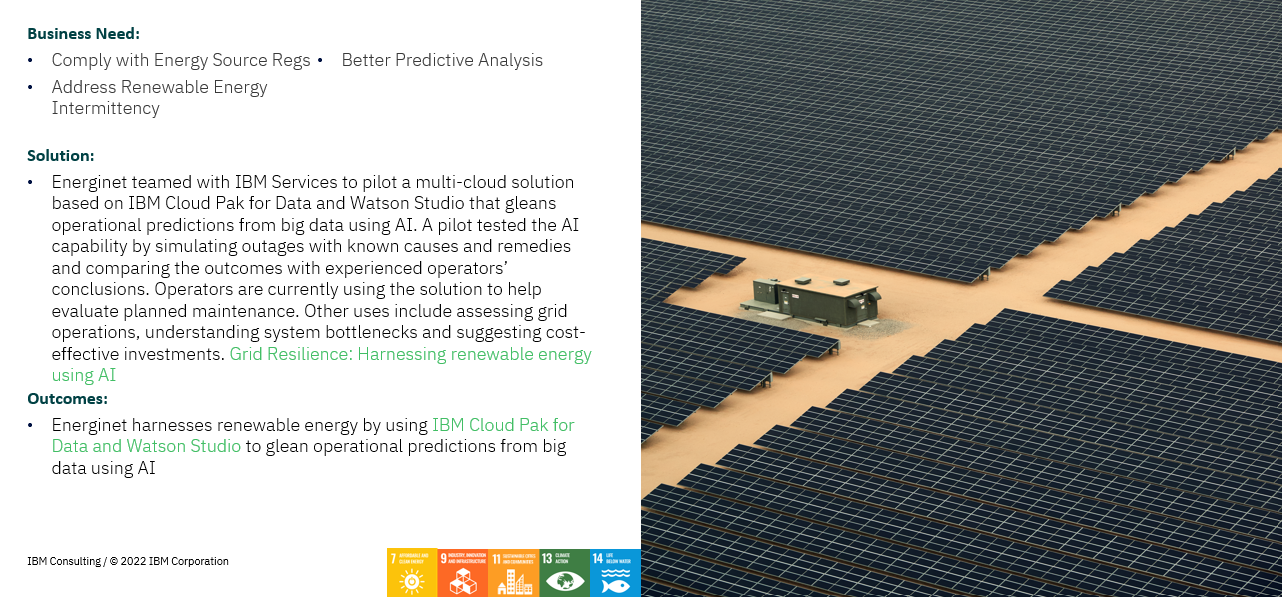 Business Need:
• Comply with Energy Source Regs • Better Predictive Analysis
• Address Renewable Energy
Intermittency
Solution:
• Energinet teamed with IBM Services to pilot a multi-cloud solution
based on IBM Cloud Pak for Data and Watson Studio that gleans
operational predictions from big data using AI. A pilot tested the AI
capability by simulating outages with known causes and remedies
and comparing the outcomes with experienced operators’
conclusions. Operators are currently using the solution to help
evaluate planned maintenance. Other uses include assessing grid
operations, understanding system bottlenecks and suggesting cost-
effective investments. Grid Resilience: Harnessing renewable energy
using AI
Outcomes:
• Energinet harnesses renewable energy by using IBM Cloud Pak for
Data and Watson Studio to glean operational predictions from big
data using AI
IBM Consulting / © 2022 IBM Corporation
7 AFFORDABLE AND
CLEAN ENERGY
9 INDUSTRY, INNOVATION
AND INFRASTRUCTURE
11 SUSTAINABLE CITIES
AND COMMUNITIES
13 CLIMATE
ACTION
14 LIFE
BELOW WATER